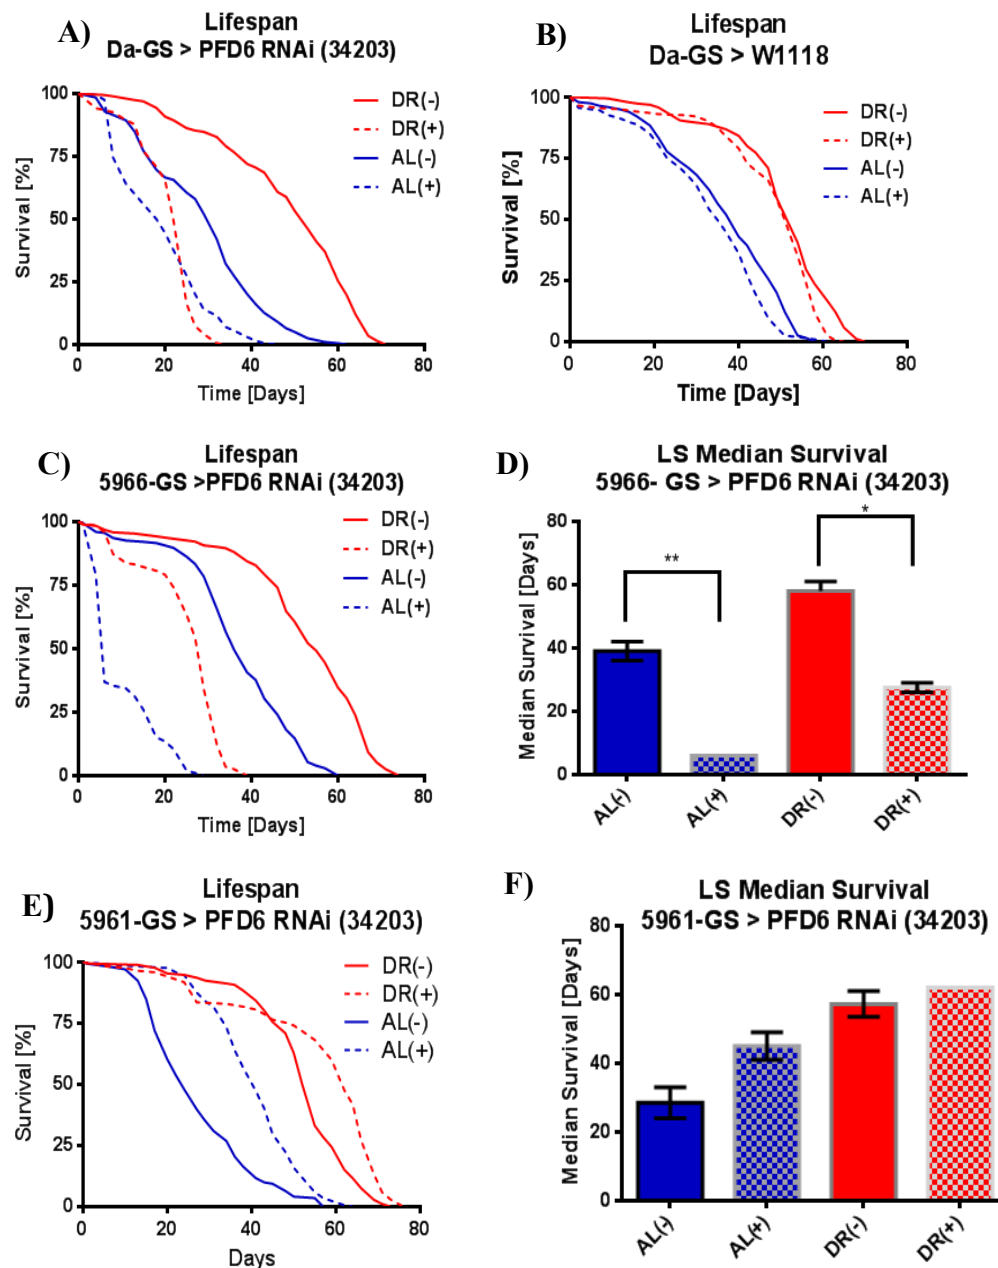 A)
Lifespan
Da-GS > PFD6 RNAi (34203)
Survival [%]
100
75
50
25
0
0 20 40 60 80
Time [Days]
DR(-)
DR(+)
AL(-)
AL(+)
B)
Lifespan
Da-GS > W1118
Survival [%]
100
75
50
25
0
0 20 40 60 80
Time [Days]
DR(-)
DR(+)
AL(-)
AL(+)
C)
Lifespan
5966-GS >PFD6 RNAi (34203)
Survival [%]
100
75
50
25
0
0 20 40 60 80
Time [Days]
DR(-)
DR(+)
AL(-)
AL(+)
D)
LS Median Survival
5966- GS > PFD6 RNAi (34203)
Median Survival [Days]
80
60
40
20
0
**
*
AL(-) AL(+) DR(-) DR(+)
E)
Lifespan
5961-GS > PFD6 RNAi (34203)
Survival [%]
100
75
50
25
0
0 20 40 60 80
Days
DR(-)
DR(+)
AL(-)
AL(+)
F)
LS Median Survival
5961-GS > PFD6 RNAi (34203)
Median Survival [Days]
80
60
40
20
0
AL(-) AL(+) DR(-) DR(+)